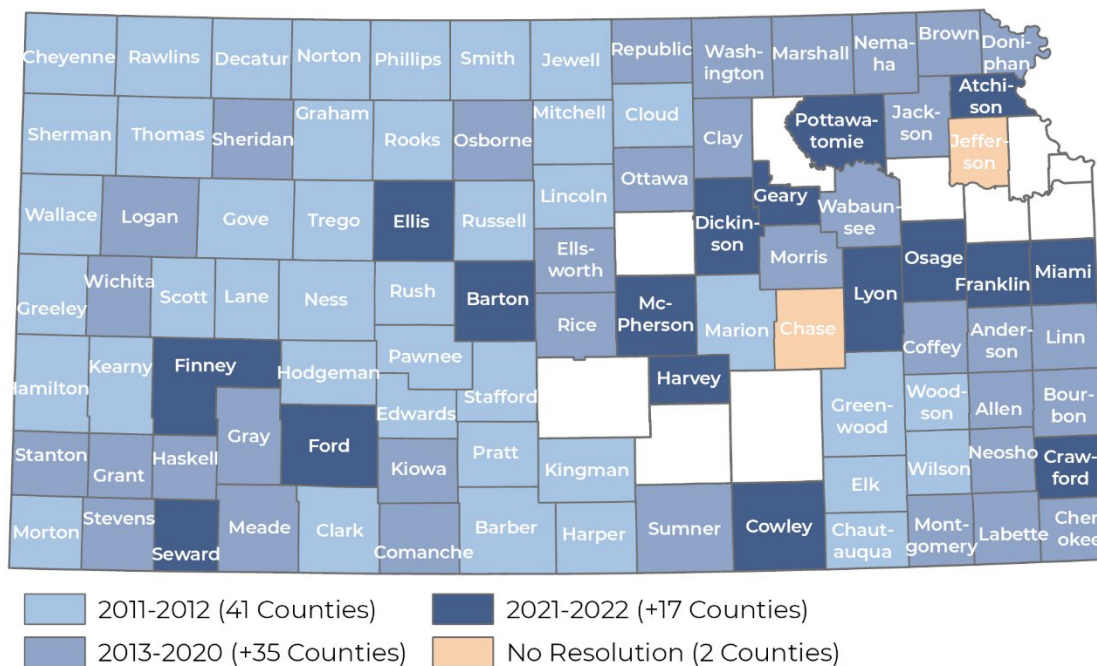 Cheyenne
Rawlins
Decatur
Norton
Phillips
Smith
Jewell
Republic
Wash-
ington
Marshall
Nema-
ha
Brown
Doni-
phan
Atchi-
son
Sherman
Thomas
Sheridan
Graham
Rooks
Osborne
Mitchell
Cloud
Clay
Pottawa-
tomie
Jack-
son
Jeffer-
son
Ottawa
Lincoln
Wallace
Logan
Gove
Trego
Ellis
Russell
Dickin-
son
Geary
Wabaun-
see
Ells-
worth
Morris
Osage
Franklin
Miami
Greeley
Wichita
Scott
Lane
Ness
Rush
Barton
Rice
Mc-
Pherson
Marion
Chase
Lyon
Coffey
Ander-
son
Linn
Hamilton
Kearny
Finney
Hodgeman
Pawnee
Edwards
Stafford
Harvey
Green-
wood
Wood-
son
Allen
Bour-
bon
Stanton
Grant
Haskell
Gray
Ford
Kiowa
Pratt
Kingman
Elk
Wilson
Neosho
Craw-
ford
Morton
Stevens
Seward
Meade
Clark
Comanche
Barber
Harper
Sumner
Cowley
Chaut-
auqua
Mont-
gomery
Labette
Cher-
okee
2011-2012 (41 Counties)
2021-2022 (+17 Counties)
2013-2020 (+35 Counties)
No Resolution (2 Counties)